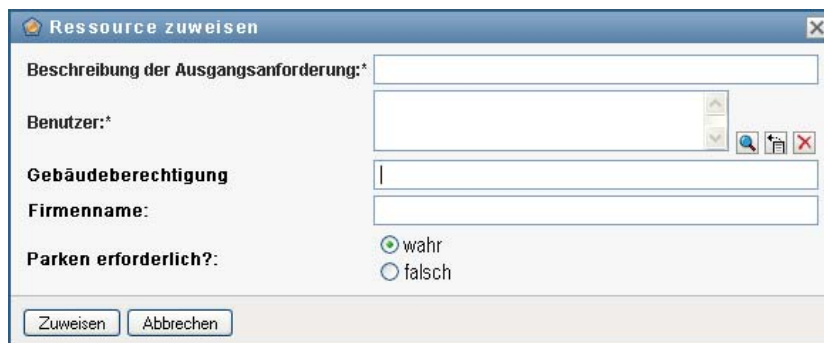 Ressource zuweisen
Beschreibung der Ausgangsanforderung:*
Benutzer:*
Gebäudeberechtigung
Firmenname:
Parken erforderlich?:
wahr
falsch
Zuweisen Abbrechen